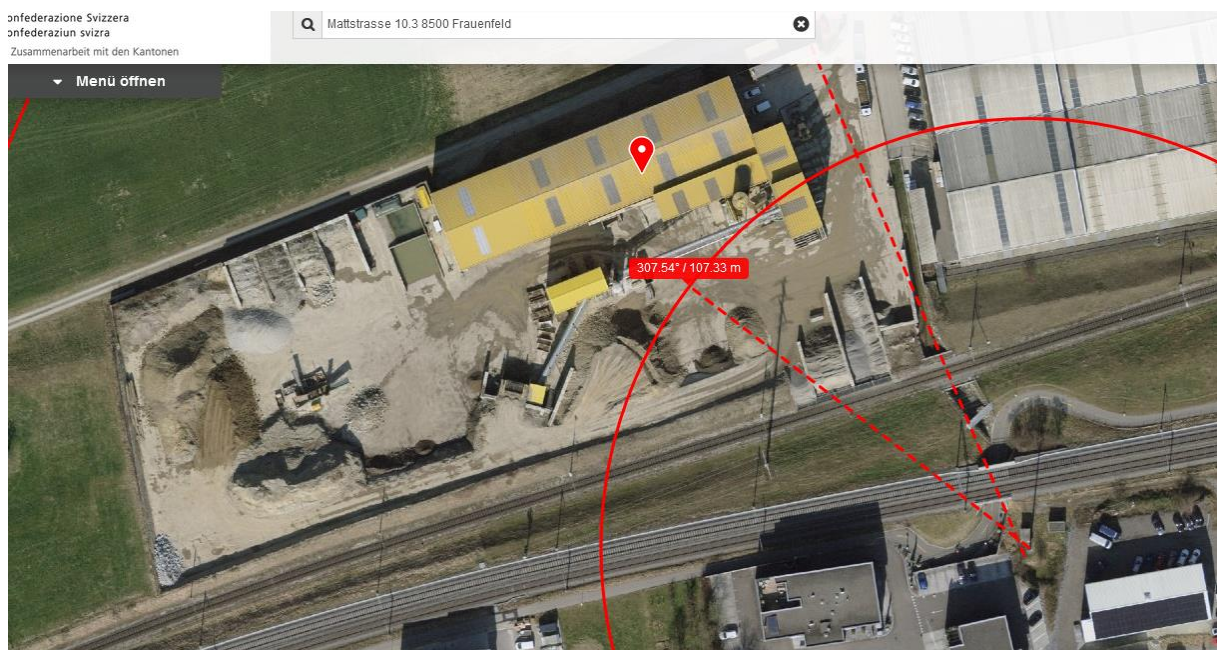 onfederazione Svizzera
onfederaziun svizra
Zusammenarbeit mit den Kantonen
Mattstrasse 10.3 8500 Frauenfeld
Menü öffnen
307.54° / 107.33 m